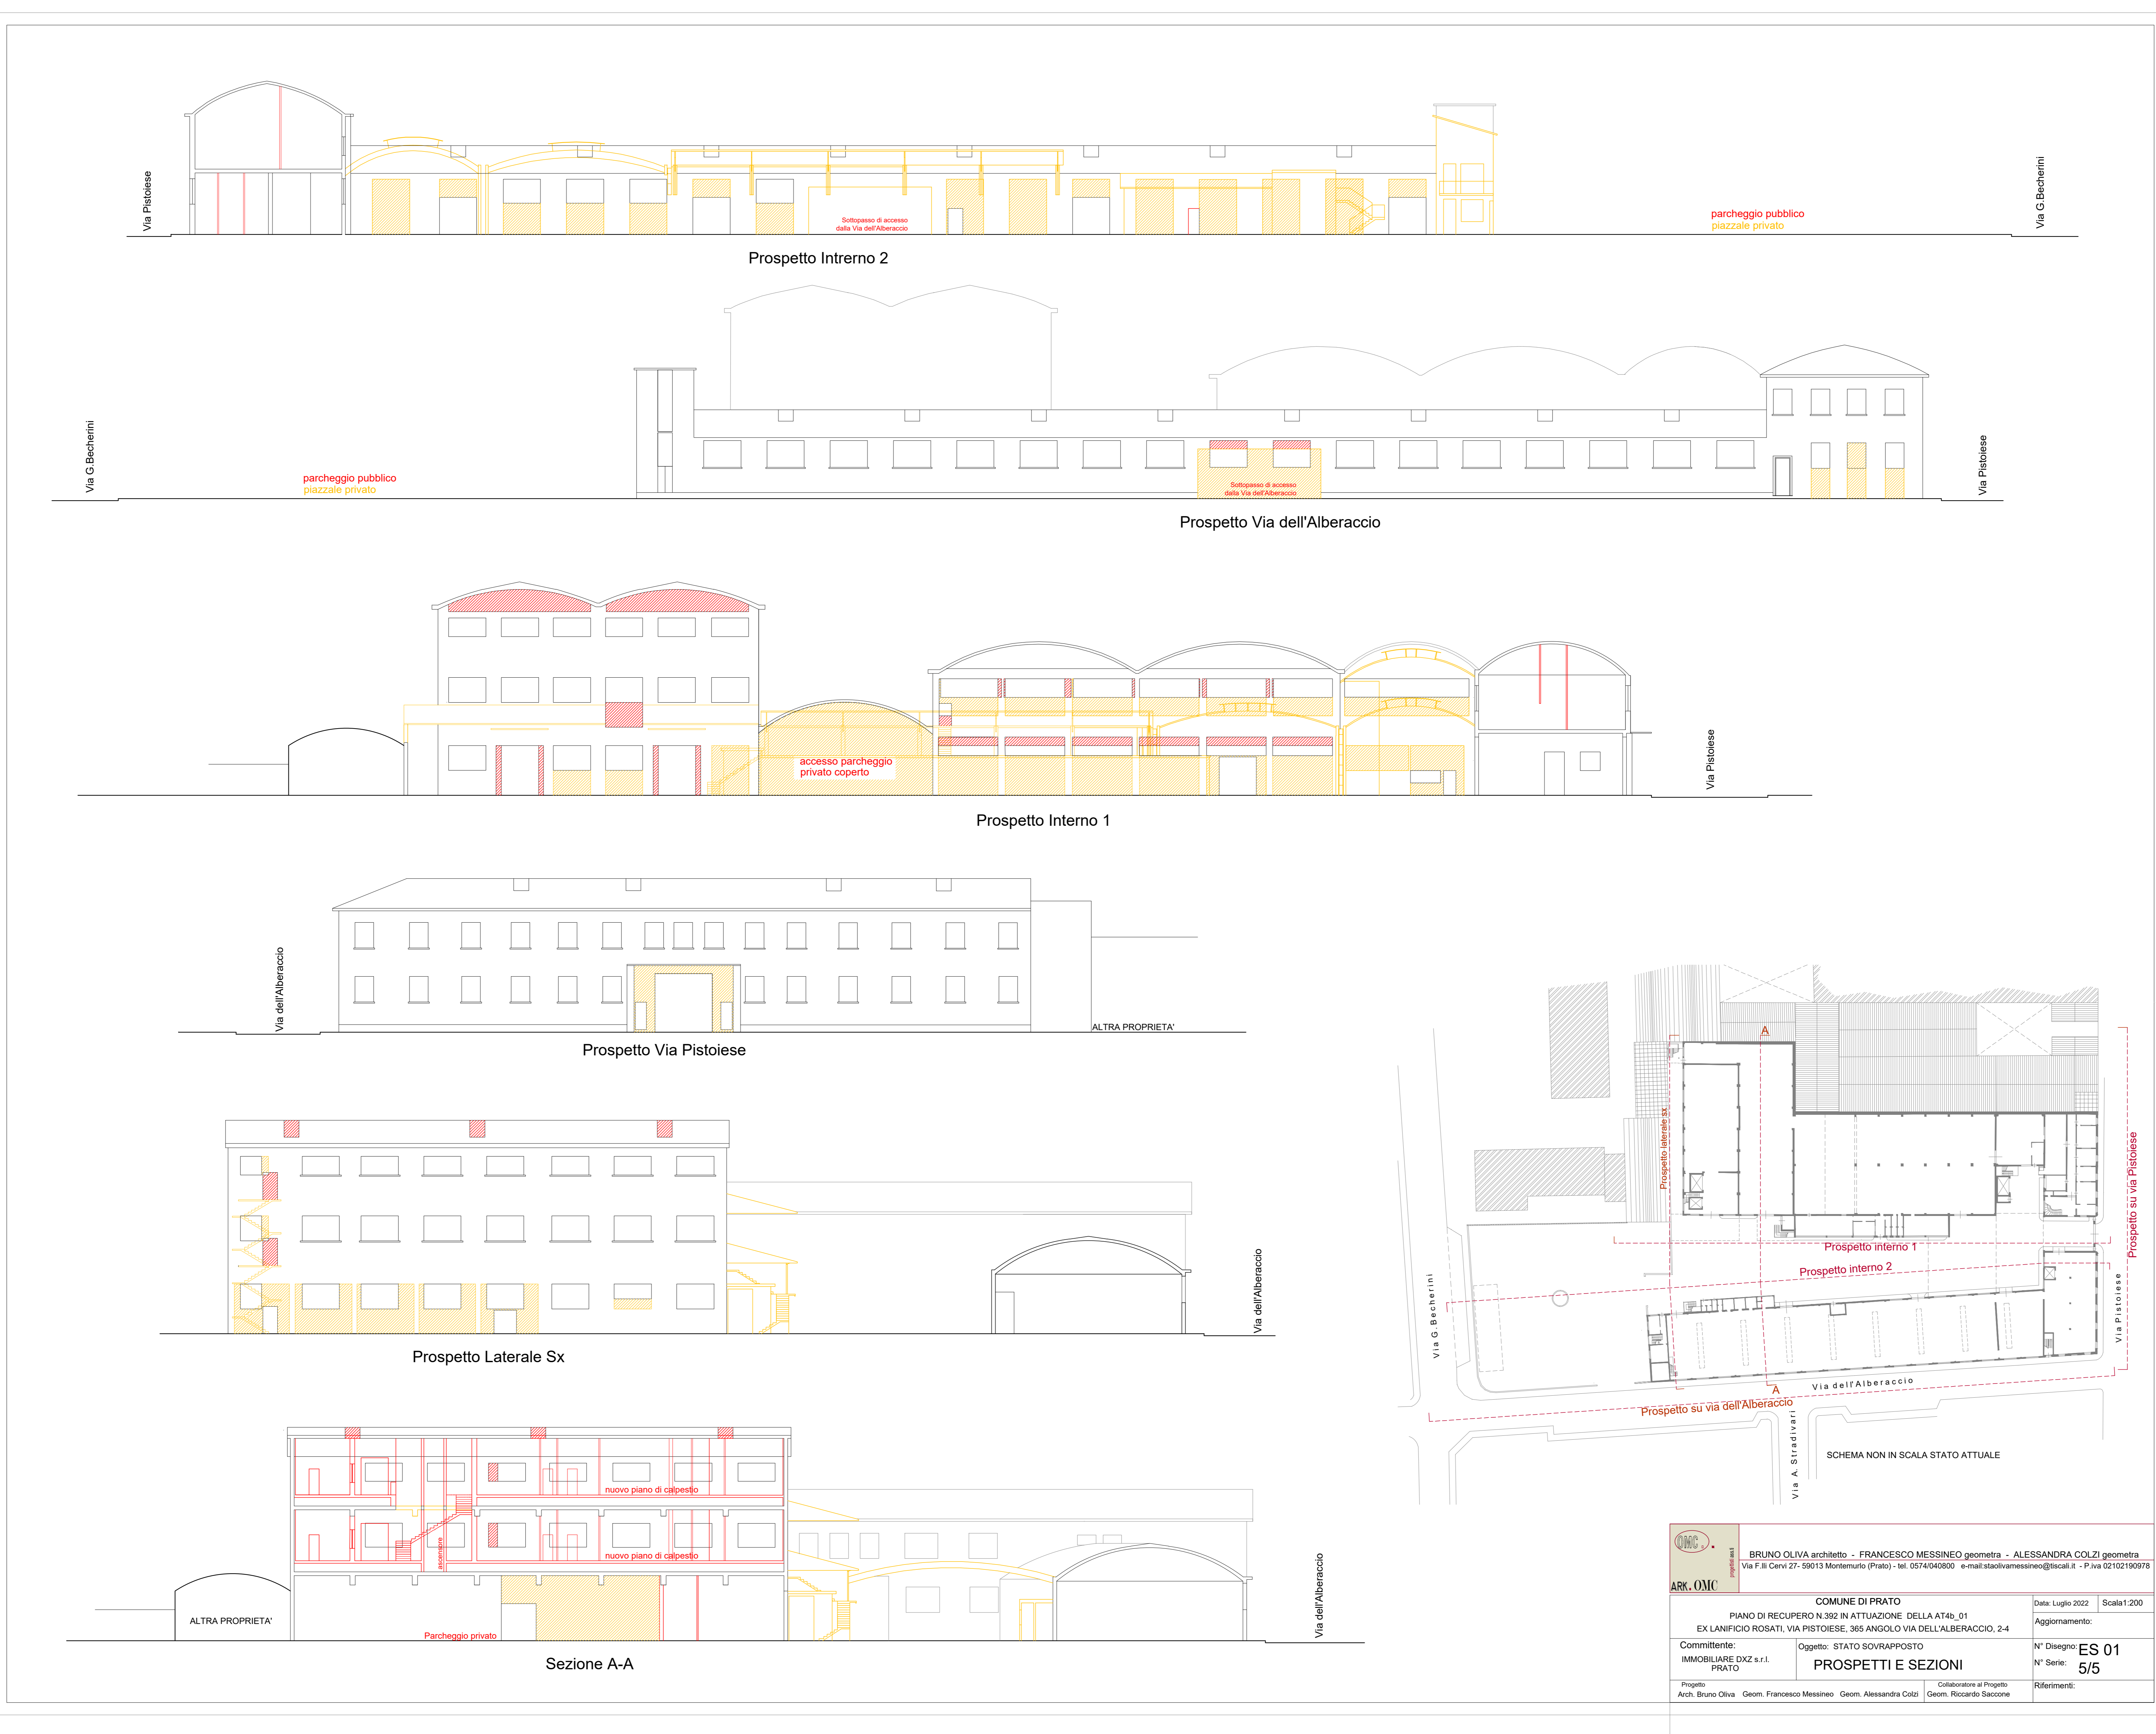 Via Pistoiese
Sottopasso di accesso
dalla Via dell'Alberaccio
parcheggio pubblico
piazzale privato
Via G.Becherini
Prospetto Intrerno 2
Via G.Becherini
parcheggio pubblico
piazzale privato
Sottopasso di accesso
dalla Via dell'Alberaccio
Via Pistoiese
Prospetto Via dell'Alberaccio
accesso parcheggio
privato coperto
Via Pistoiese
Prospetto Interno 1
Via dell'Alberaccio
ALTRA PROPRIETA'
Prospetto Via Pistoiese
Via dell'Alberaccio
Prospetto Laterale Sx
nuovo piano di calpestio
ascensore
nuovo piano di calpestio
ALTRA PROPRIETA'
Parcheggio privato
Via dell'Alberaccio
Sezione A-A
A
Prospetto laterale sx
Prospetto su via Pistoiese
Prospetto interno 1
Prospetto interno 2
Via G.Becherini
Via Pistoiese
A
Via dell'Alberaccio
Prospetto su via dell'Alberaccio
Via A. Stradivari
SCHEMA NON IN SCALA STATO ATTUALE
OMC
ARK. OMC
BRUNO OLIVA architetto - FRANCESCO MESSINEO geometra - ALESSANDRA COLZI geometra
Via F.lli Cervi 27- 59013 Montemurlo (Prato) - tel. 0574/040800 e-mail:staolivamessineo@tiscali.it - P.iva 02102190978
COMUNE DI PRATO
PIANO DI RECUPERO N.392 IN ATTUAZIONE DELLA AT4b_01
EX LANIFICIO ROSATI, VIA PISTOIESE, 365 ANGOLO VIA DELL'ALBERACCIO, 2-4
Data: Luglio 2022
Scala1:200
Aggiornamento:
Committente:
IMMOBILIARE DXZ s.r.l.
PRATO
Oggetto: STATO SOVRAPPOSTO
PROSPETTI E SEZIONI
N° Disegno: ES 01
N° Serie: 5/5
Progetto
Arch. Bruno Oliva Geom. Francesco Messineo Geom. Alessandra Colzi
Collaboratore al Progetto
Geom. Riccardo Saccone
Riferimenti: